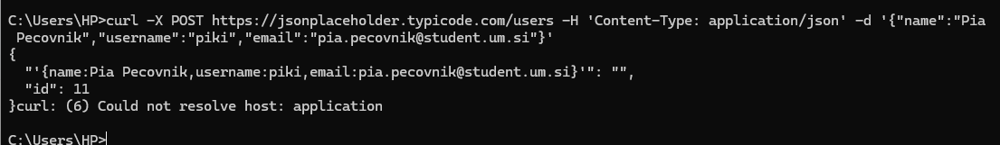 C:\Users\HP>curl -X POST https://jsonplaceholder.typicode.com/users -H 'Content-Type: application/json' -d '{"name":"Pia
 Pecovnik","username":"piki","email":"pia.pecovnik@student.um.si"}'
{
  "'{name:Pia Pecovnik,username:piki,email:pia.pecovnik@student.um.si}'": "",
  "id": 11
}curl: (6) Could not resolve host: application
C:\Users\HP>